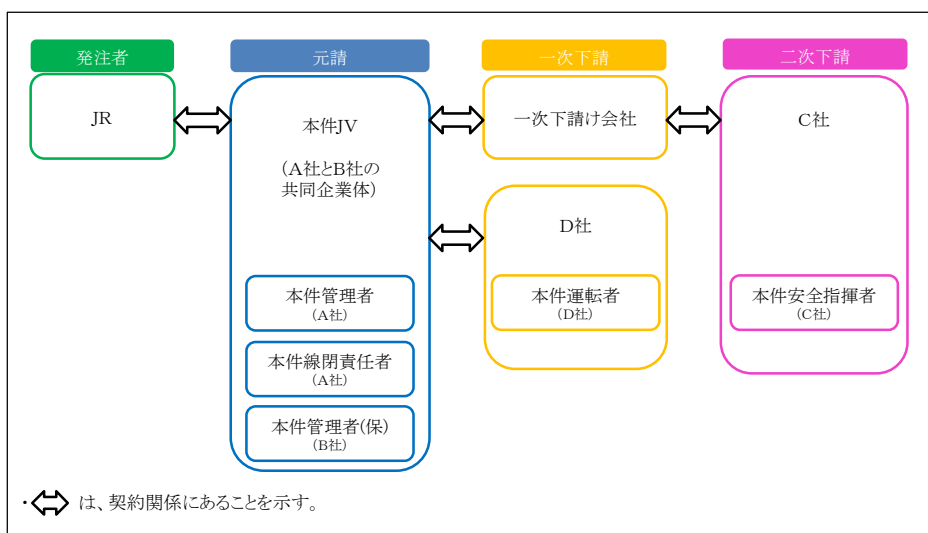 発注者
元請
一次下請
二次下請
JR
本件JV
(A社とB社の
共同企業体)
本件管理者
(A社)
本件線閉責任者
(A社)
本件管理者(保)
(B社)
一次下請け会社
D社
本件運転者
(D社)
C社
本件安全指揮者
(C社)
・ は、契約関係にあることを示す。